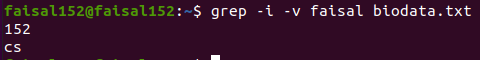 faisal152@faisal152:~$ grep -i -v faisal biodata.txt
152
cs